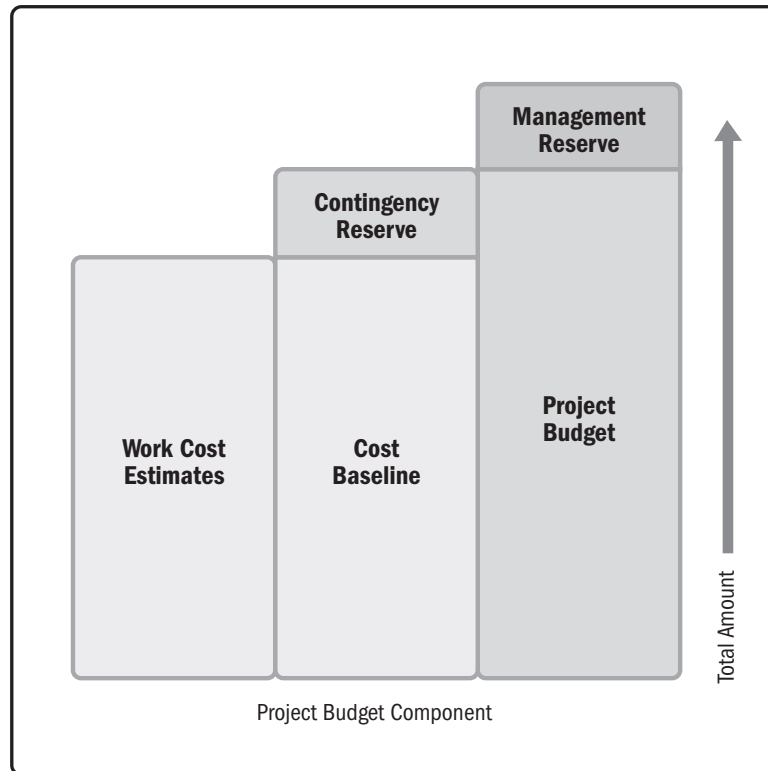 Management
Reserve
Contingency
Reserve
Project
Budget
Work Cost
Estimates
Cost
Baseline
Total Amount
Project Budget Component